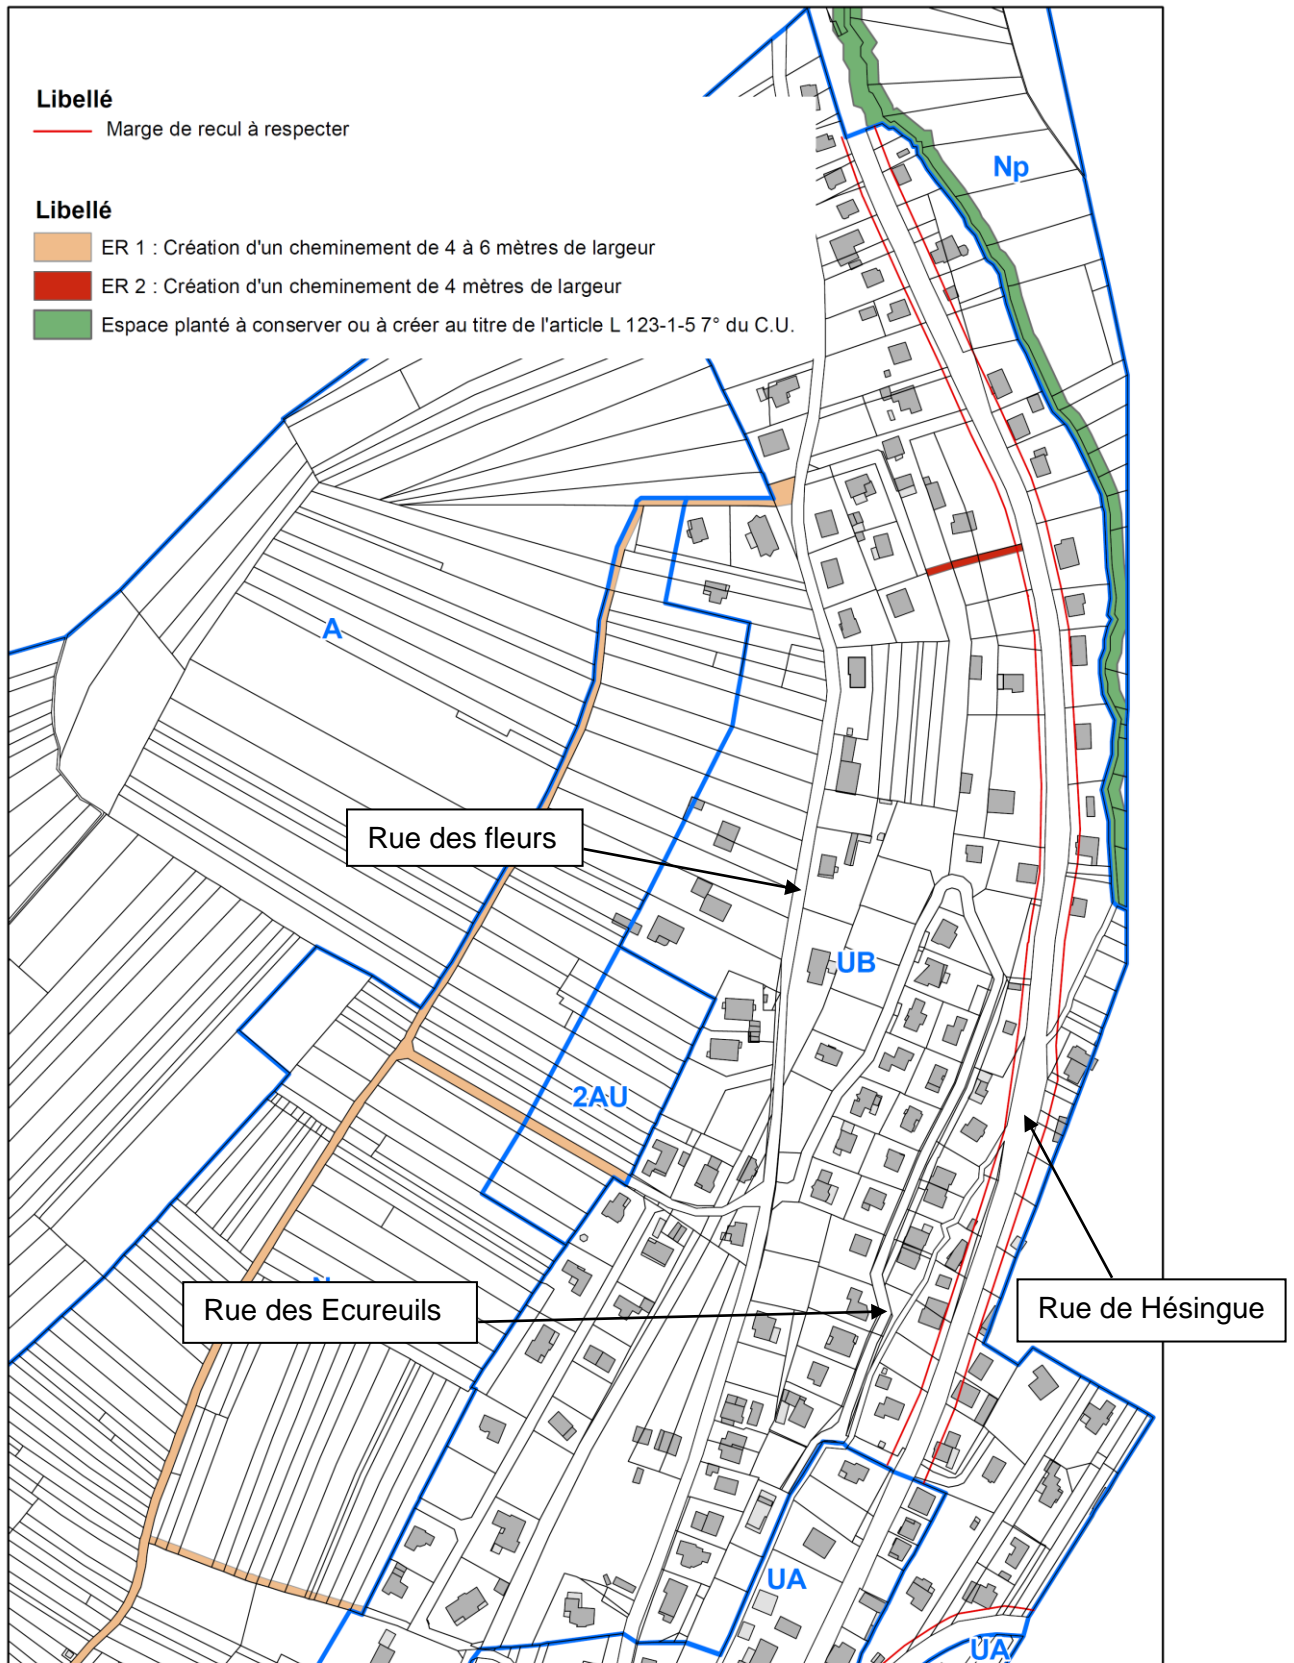 Libellé
Marge de recul à respecter
Libellé
ER 1 : Création d'un cheminement de 4 à 6 mètres de largeur
ER 2 : Création d'un cheminement de 4 mètres de largeur
Espace planté à conserver ou à créer au titre de l'article L 123-1-5 7° du C.U.
Np
A
Rue des fleurs
UB
2AU
Rue des Ecureuils
Rue de Hésingue
UA
UA